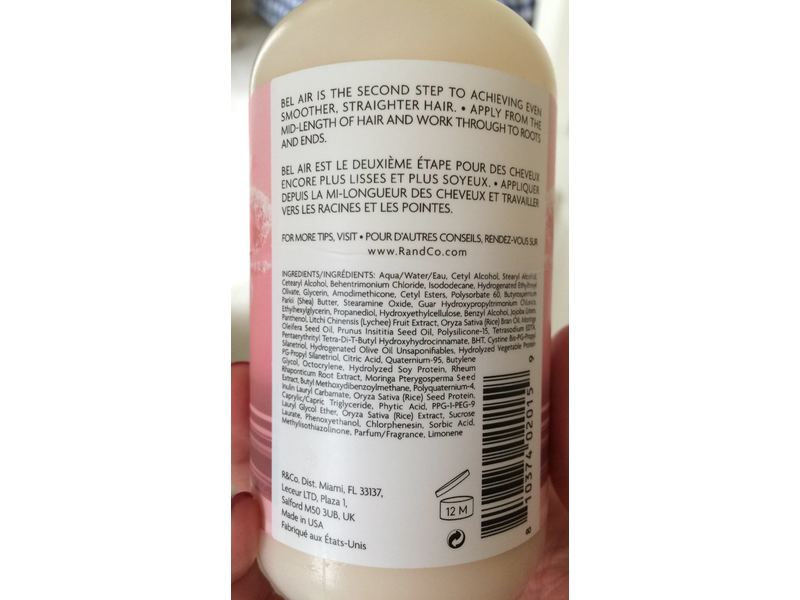 BEL AIR IS THE SECOND STEP TO ACHIEVING EVEN
SMOOTHER, STRAIGHTER HAIR. • APPLY FROM THE
MID-LENGTH OF HAIR AND WORK THROUGH TO ROOTS
AND ENDS.
BEL AIR EST LE DEUXIÈME ÉTAPE POUR DES CHEVEUX
ENCORE PLUS LISSES ET PLUS SOYEUX. • APPLIQUER
DEPUIS LA MI-LONGUEUR DES CHEVEUX ET TRAVAILLER
VERS LES RACINES ET LES POINTES.
FOR MORE TIPS, VISIT • POUR D'AUTRES CONSEILS, RENDEZ-VOUS SUR
www.RandCo.com
INGREDIENTS/INGRÉDIENTS: Aqua/Water/Eau, Cetyl Alcohol, Stearyl Alcohol,
Cetearyl Alcohol, Behentrimonium Chloride, Isododecane, Hydrogenated Ethylhexyl
Olivate, Glycerin, Amodimethicone, Cetyl Esters, Polysorbate 60, Butyrospermum
Parkii (Shea) Butter, Stearamine Oxide, Guar Hydroxypropyltrimonium Chloride,
Ethylhexylglycerin, Propanediol, Hydroxyethylcellulose, Benzyl Alcohol, Jojoba Esters,
Panthenol, Litchi Chinensis (Lychee) Fruit Extract, Oryza Sativa (Rice) Bran Oil, Moringa
Oleifera Seed Oil, Prunus Insititia Seed Oil, Polysilicone-15, Tetrasodium EDTA,
Pentaerythrityl Tetra-Di-T-Butyl Hydroxyhydrocinnamate, BHT, Cystine Bis-PG-Propyl
Silanetriol, Hydrogenated Olive Oil Unsaponifiables, Hydrolyzed Vegetable Protein
PG-Propyl Silanetriol, Citric Acid, Quaternium-95, Butylene
Glycol, Octocrylene, Hydrolyzed Soy Protein, Rheum
Rhaponticum Root Extract, Moringa Pterygosperma Seed
Extract, Butyl Methoxydibenzoylmethane, Polyquaternium-4,
Inulin Lauryl Carbamate, Oryza Sativa (Rice) Seed Protein,
Caprylic/Capric Triglyceride, Phytic Acid, PPG-1-PEG-9
Lauryl Glycol Ether, Oryza Sativa (Rice) Extract, Sucrose
Laurate, Phenoxyethanol, Chlorphenesin, Sorbic Acid,
Methylisothiazolinone, Parfum/Fragrance, Limonene
R&Co. Dist. Miami, FL 33137,
Leceur LTD, Plaza 1,
Salford M50 3UB, UK
Made in USA
Fabriqué aux États-Unis
12 M
8 10374 02015 9